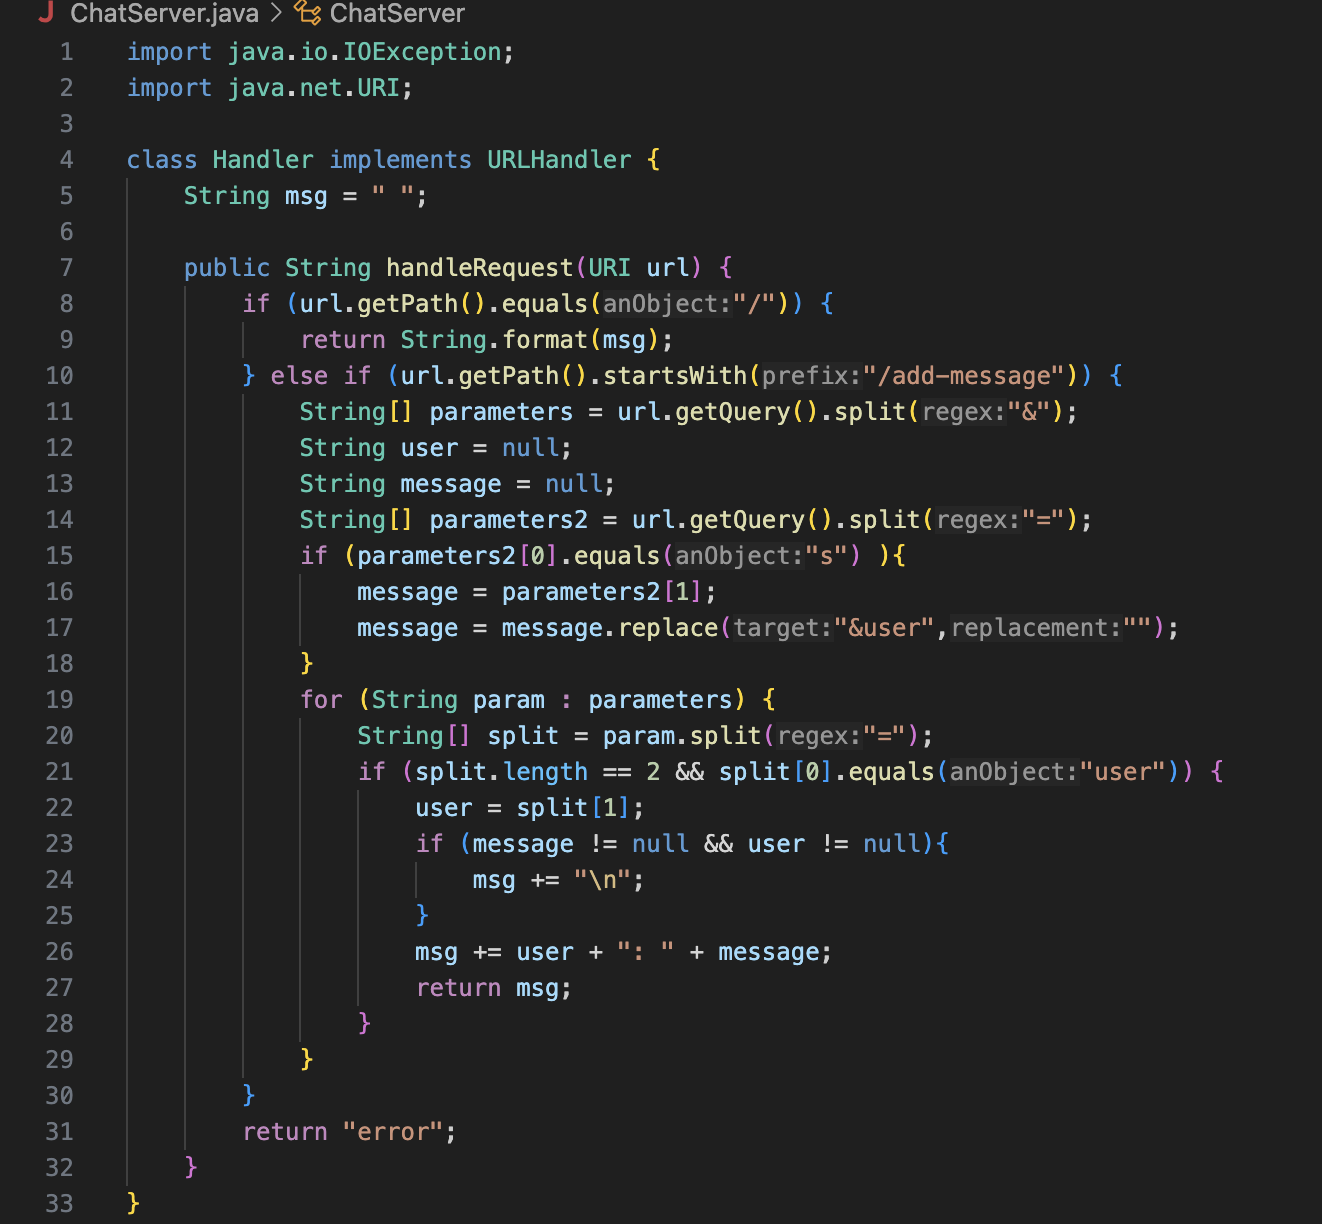 ChatServer.java > ChatServer
1 import java.io.IOException;
2 import java.net.URI;
3
4 class Handler implements URLHandler {
5     String msg = " ";
6
7     public String handleRequest(URI url) {
8         if (url.getPath().equals(anObject:"/")) {
9             return String.format(msg);
10         } else if (url.getPath().startsWith(prefix:"/add-message")) {
11             String[] parameters = url.getQuery().split(regex:"&");
12             String user = null;
13             String message = null;
14             String[] parameters2 = url.getQuery().split(regex:"=");
15             if (parameters2[0].equals(anObject:"s") ){
16                 message = parameters2[1];
17                 message = message.replace(target:"&user",replacement:"");
18             }
19             for (String param : parameters) {
20                 String[] split = param.split(regex:"=");
21                 if (split.length == 2 && split[0].equals(anObject:"user")) {
22                     user = split[1];
23                     if (message != null && user != null){
24                         msg += "\n";
25                     }
26                     msg += user + ": " + message;
27                     return msg;
28                 }
29             }
30         }
31         return "error";
32     }
33 }